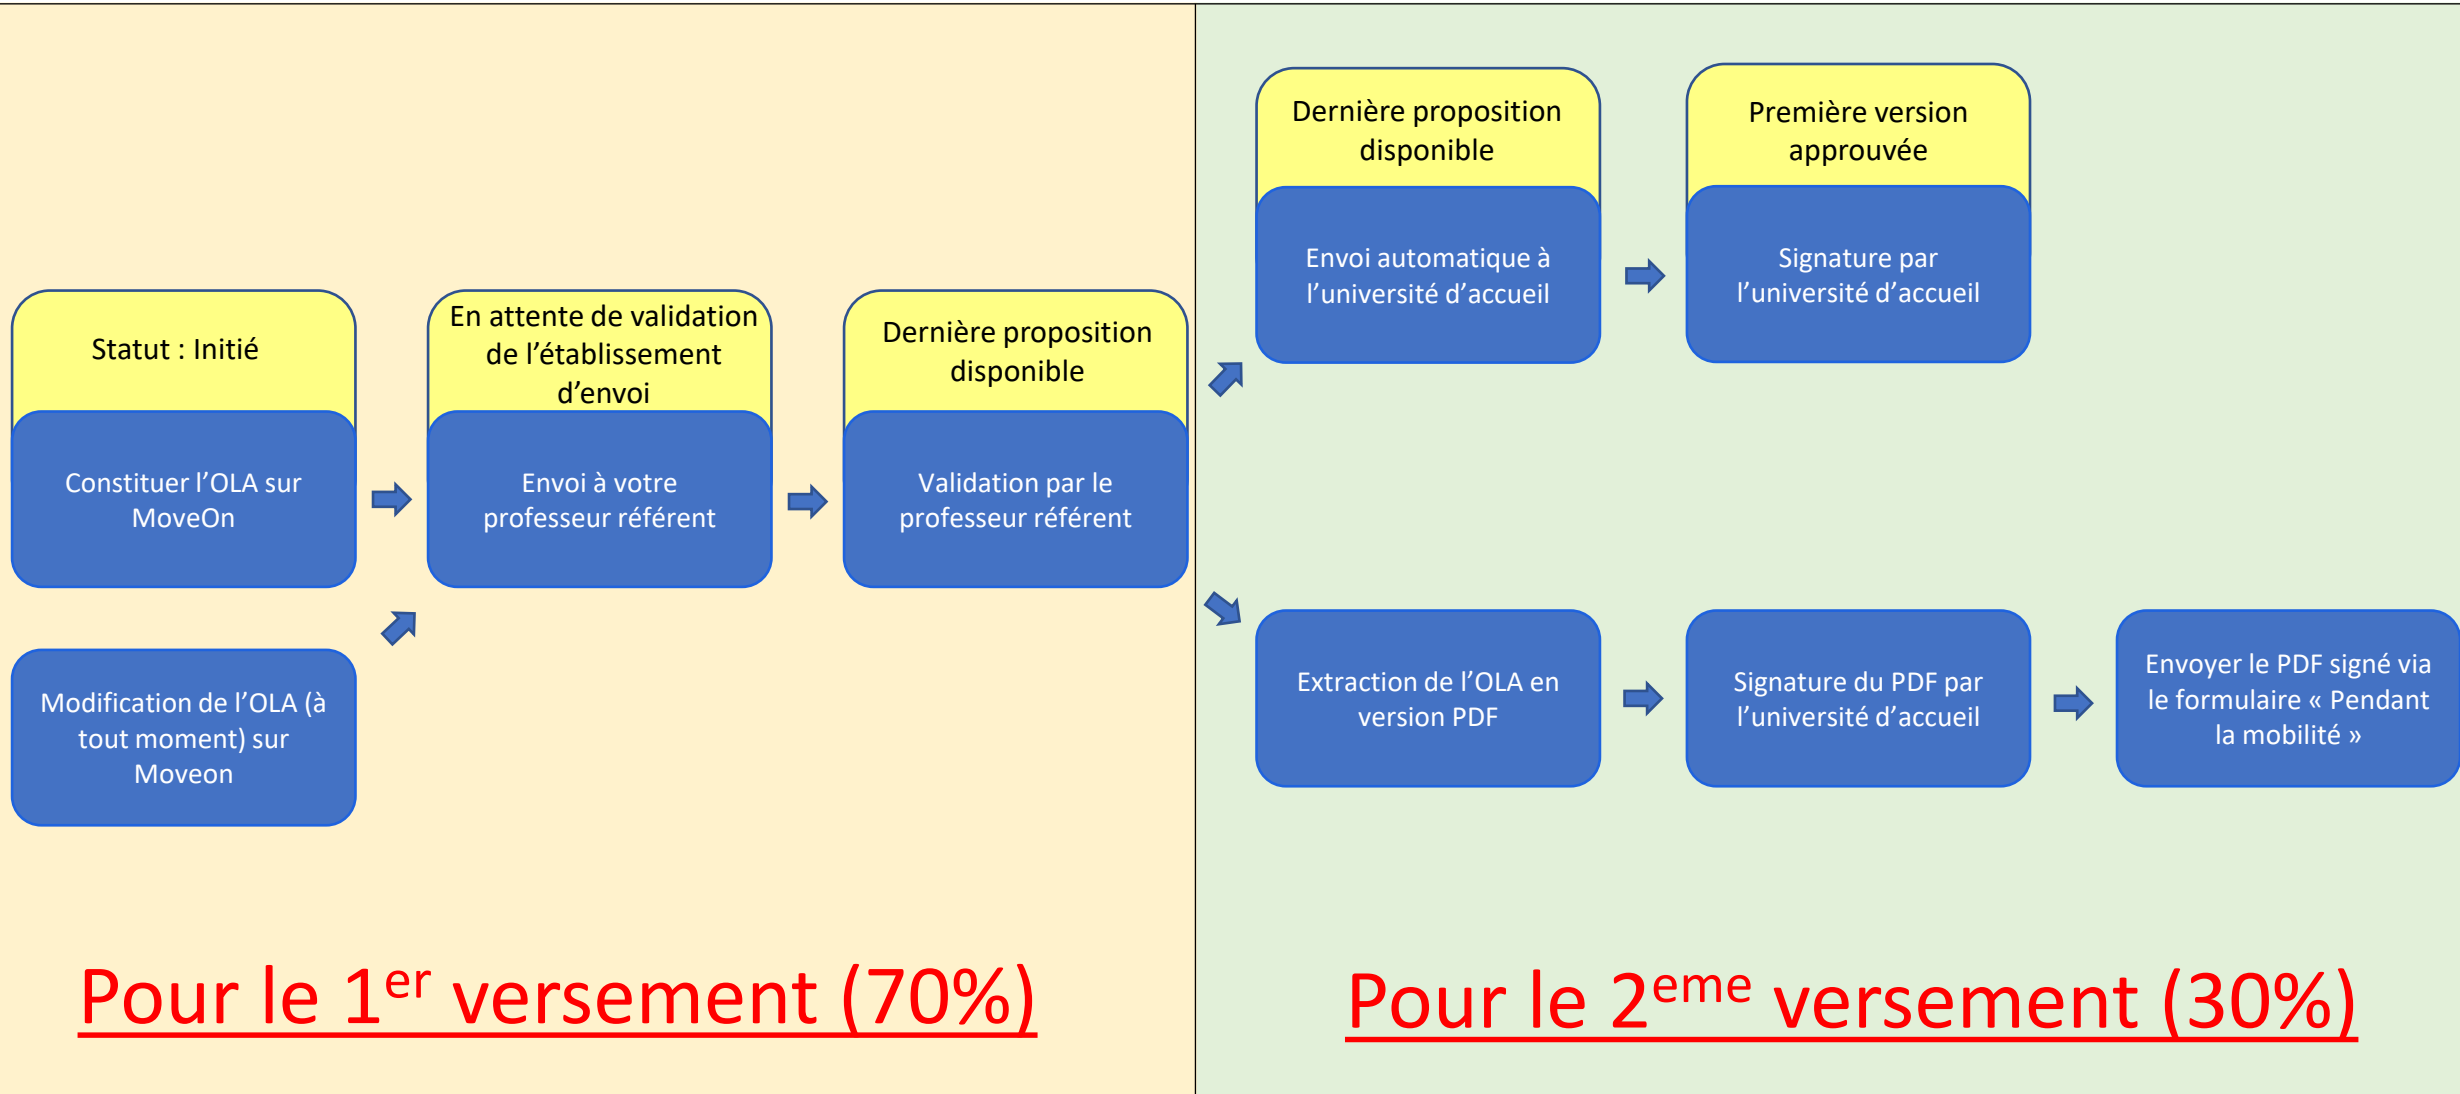 Statut : Initié
Constituer l’OLA sur
MoveOn
En attente de validation
de l’établissement
d’envoi
Envoi à votre
professeur référent
Dernière proposition
disponible
Validation par le
professeur référent
Modification de l’OLA (à
tout moment) sur
Moveon
Pour le 1er versement (70%)
Dernière proposition
disponible
Envoi automatique à
l’université d’accueil
Première version
approuvée
Signature par
l’université d’accueil
Extraction de l’OLA en
version PDF
Signature du PDF par
l’université d’accueil
Envoyer le PDF signé via
le formulaire « Pendant
la mobilité »
Pour le 2eme versement (30%)